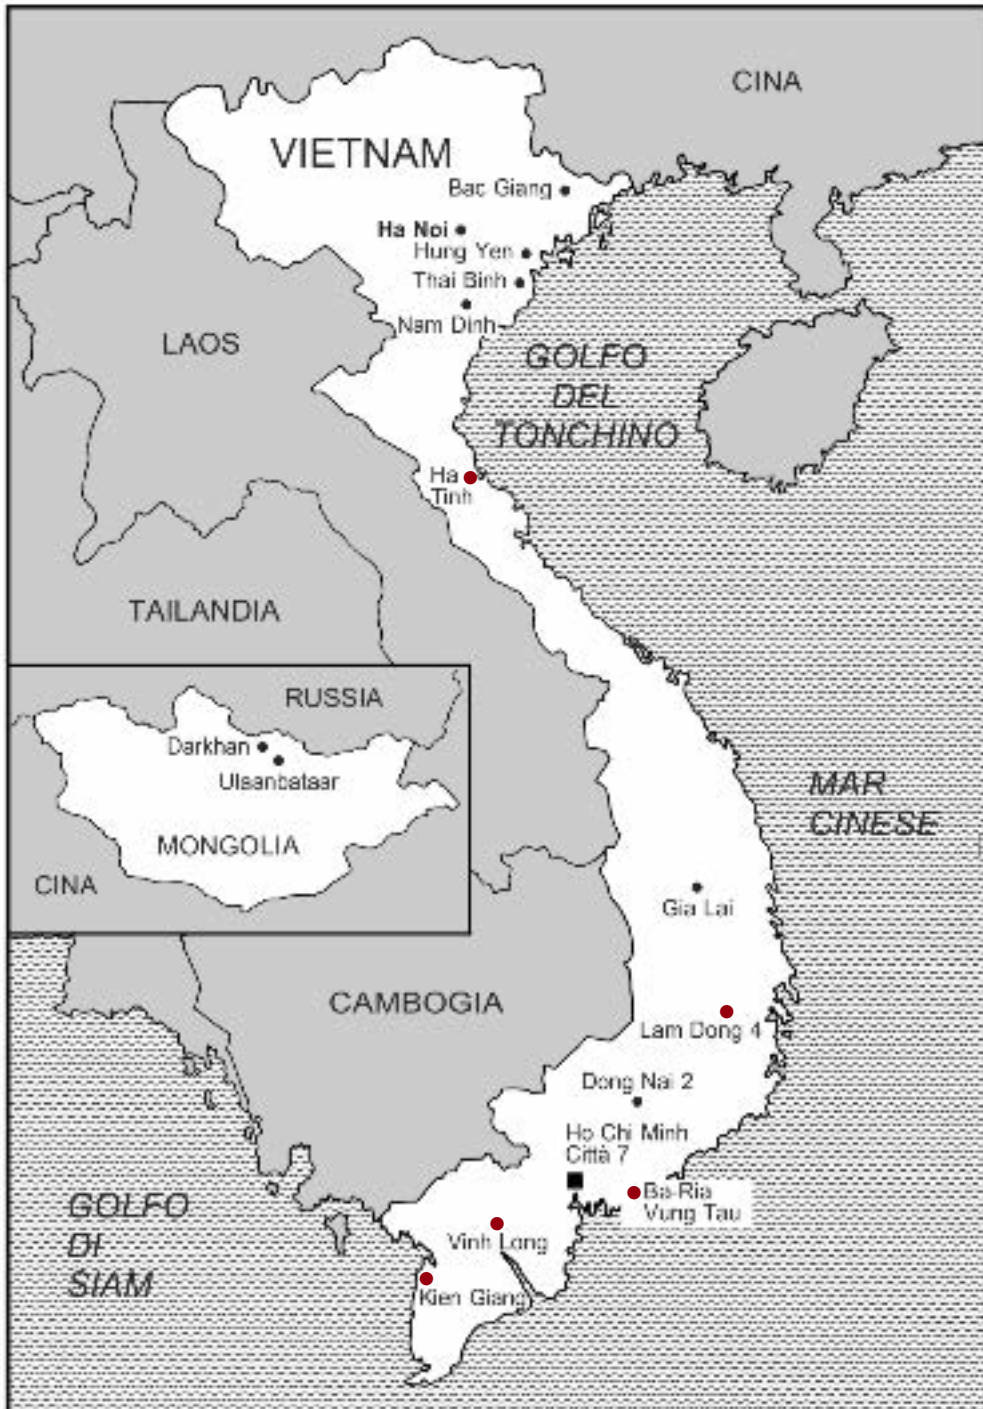 CINA
VIETNAM
Bac Giang
Ha Noi
Hung Yen
Thai Binh
Nam Dinh
LAOS
GOLFO
DEL
TONCHINO
Ha
Tinh
TAILANDIA
RUSSIA
Darkhan
Ulaanbataar
MONGOLIA
CINA
MAR
CINESE
Gia Lai
CAMBOGIA
Lam Dong 4
Dong Nai 2
Ho Chi Minh
Città 7
Ba-Ria
Vung Tau
GOLFO
DI
SIAM
Vinh Long
Kien Giang